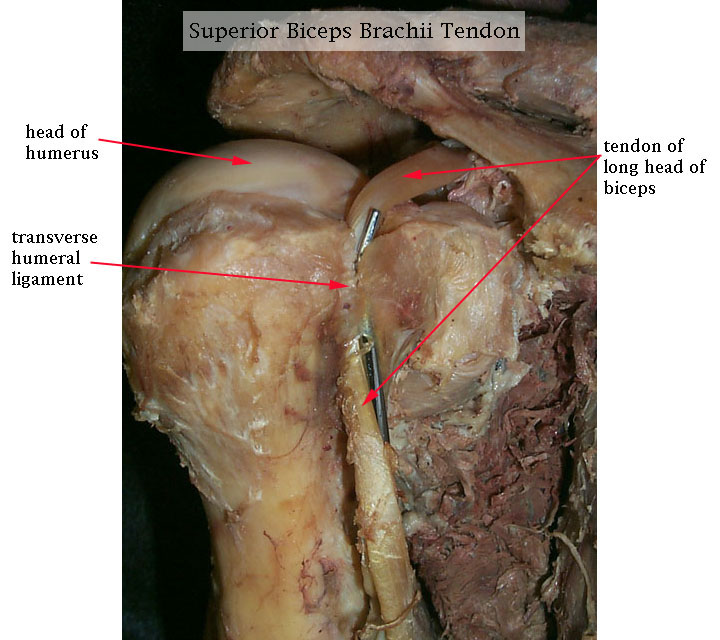 Superior Biceps Brachii Tendon
head of
humerus
tendon of
long head of
biceps
transverse
humeral
ligament